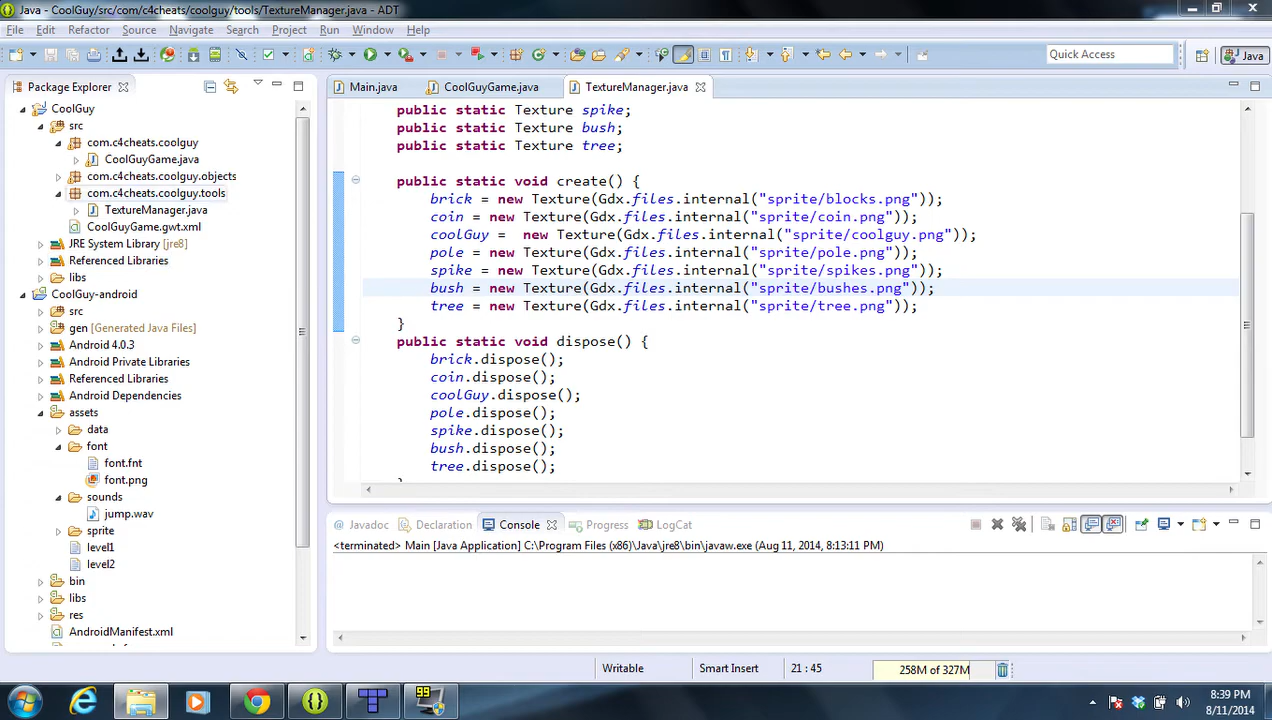 Java - CoolGuy/src/com/c4cheats/coolguy/tools/TextureManager.java - ADT
File Edit Refactor Source Navigate Search Project Run Window Help
Quick Access
Java
Package Explorer
Main.java CoolGuyGame.java TextureManager.java
CoolGuy
src
com.c4cheats.coolguy
CoolGuyGame.java
com.c4cheats.coolguy.objects
com.c4cheats.coolguy.tools
TextureManager.java
CoolGuyGame.gwt.xml
JRE System Library [jre8]
Referenced Libraries
libs
CoolGuy-android
src
gen [Generated Java Files]
Android 4.0.3
Android Private Libraries
Referenced Libraries
Android Dependencies
assets
data
font
font.fnt
font.png
sounds
jump.wav
sprite
level1
level2
bin
libs
res
AndroidManifest.xml
public static Texture spike;
public static Texture bush;
public static Texture tree;
public static void create() {
brick = new Texture(Gdx.files.internal("sprite/blocks.png"));
coin = new Texture(Gdx.files.internal("sprite/coin.png"));
coolGuy =  new Texture(Gdx.files.internal("sprite/coolguy.png"));
pole = new Texture(Gdx.files.internal("sprite/pole.png"));
spike = new Texture(Gdx.files.internal("sprite/spikes.png"));
bush = new Texture(Gdx.files.internal("sprite/bushes.png"));
tree = new Texture(Gdx.files.internal("sprite/tree.png"));
}
public static void dispose() {
brick.dispose();
coin.dispose();
coolGuy.dispose();
pole.dispose();
spike.dispose();
bush.dispose();
tree.dispose();
Javadoc Declaration Console Progress LogCat
<terminated> Main [Java Application] C:\Program Files (x86)\Java\jre8\bin\javaw.exe (Aug 11, 2014, 8:13:11 PM)
Writable Smart Insert 21 : 45 258M of 327M
99
8:39 PM
8/11/2014